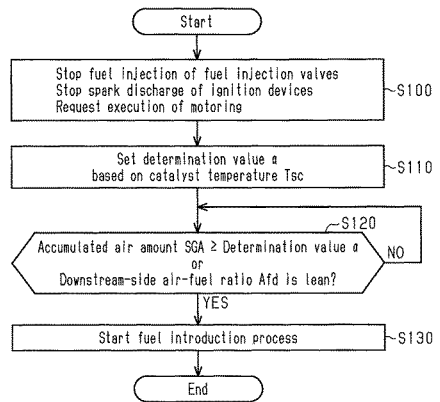 Start
Stop fuel injection of fuel injection valves
Stop spark discharge of ignition devices
Request execution of motoring
S100
Set determination value α
based on catalyst temperature Tsc
S110
S120
Accumulated air amount SGA ≥ Determination value α
or
Downstream-side air-fuel ratio Afd is lean?
NO
YES
Start fuel introduction process
S130
End